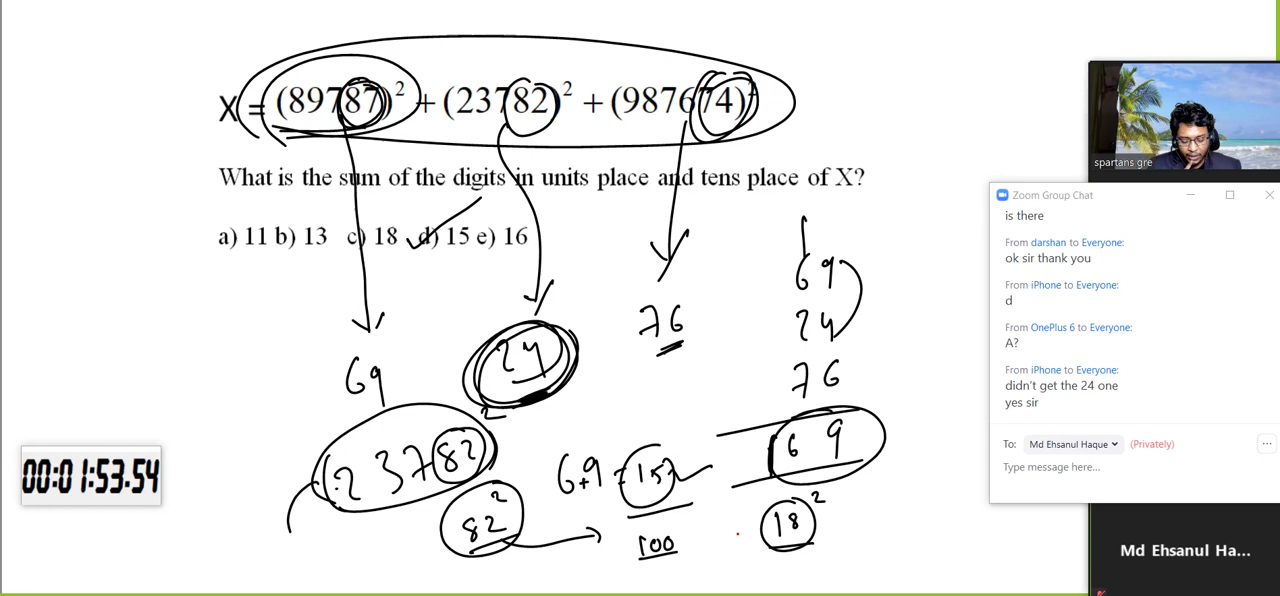 X = (89787)² + (23782)² + (987674)²
What is the sum of the digits in units place and tens place of X?
a) 11 b) 13 c) 18 d) 15 e) 16
69
24
76
69
24
76
69
(23782)²
6+9 = 15
82²
100
18²
00:01:53.54
spartans gre
Zoom Group Chat
is there
From darshan to Everyone:
ok sir thank you
From iPhone to Everyone:
d
From OnePlus 6 to Everyone:
A?
From iPhone to Everyone:
didn't get the 24 one
yes sir
To: Md Ehsanul Haque (Privately)
Type message here...
Md Ehsanul Ha...